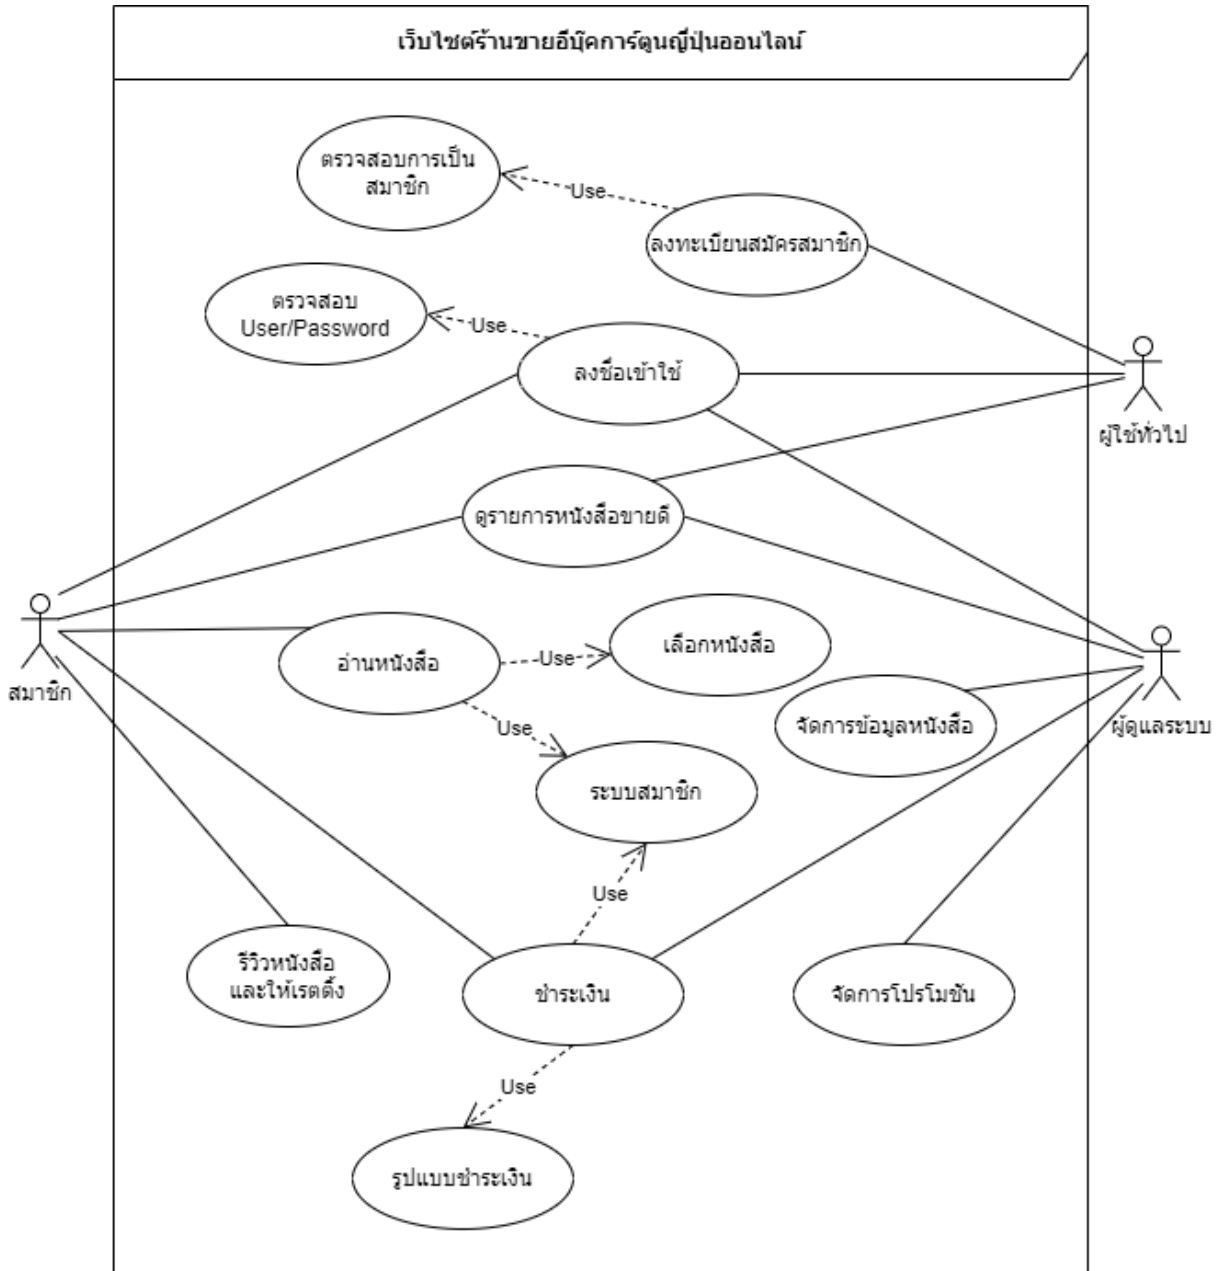 เว็บไซต์ร้านขายอีบุ๊คการ์ตูนญี่ปุ่นออนไลน์
ตรวจสอบการเป็น
สมาชิก
Use
ลงทะเบียนสมัครสมาชิก
ตรวจสอบ
User/Password
Use
ลงชื่อเข้าใช้
ผู้ใช้ทั่วไป
ดูรายการหนังสือขายดี
สมาชิก
อ่านหนังสือ
Use
เลือกหนังสือ
Use
จัดการข้อมูลหนังสือ
ผู้ดูแลระบบ
ระบบสมาชิก
Use
รีวิวหนังสือ
และให้เรตติ้ง
ชำระเงิน
จัดการโปรโมชัน
Use
รูปแบบชำระเงิน